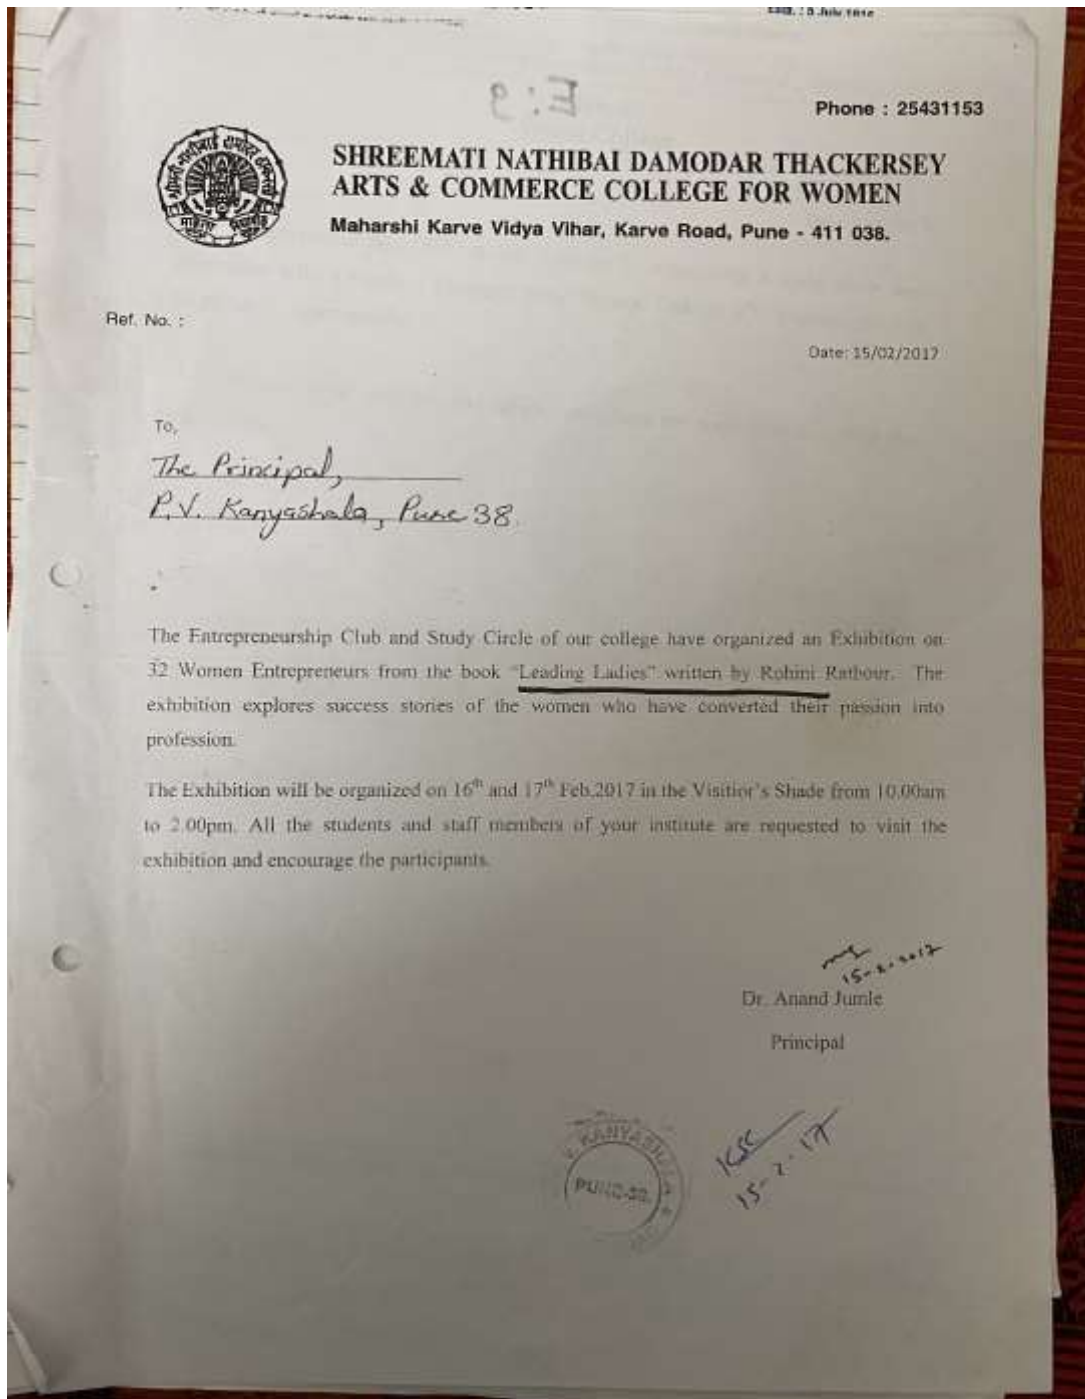 Estd. : 5 July 1916
Phone : 25431153
SHREEMATI NATHIBAI DAMODAR THACKERSEY
ARTS & COMMERCE COLLEGE FOR WOMEN
Maharshi Karve Vidya Vihar, Karve Road, Pune - 411 038.
Ref. No. :
Date: 15/02/2017
To,
The Principal,
P.V. Kanyashala, Pune 38.
The Entrepreneurship Club and Study Circle of our college have organized an Exhibition on
32 Women Entrepreneurs from the book "Leading Ladies" written by Rohini Rathour. The
exhibition explores success stories of the women who have converted their passion into
profession.
The Exhibition will be organized on 16th and 17th Feb.2017 in the Visitior's Shade from 10.00am
to 2.00pm. All the students and staff members of your institute are requested to visit the
exhibition and encourage the participants.
15-2-2017
Dr. Anand Jumle
Principal
KANYASHALA
PUNE-38.
15-2-17